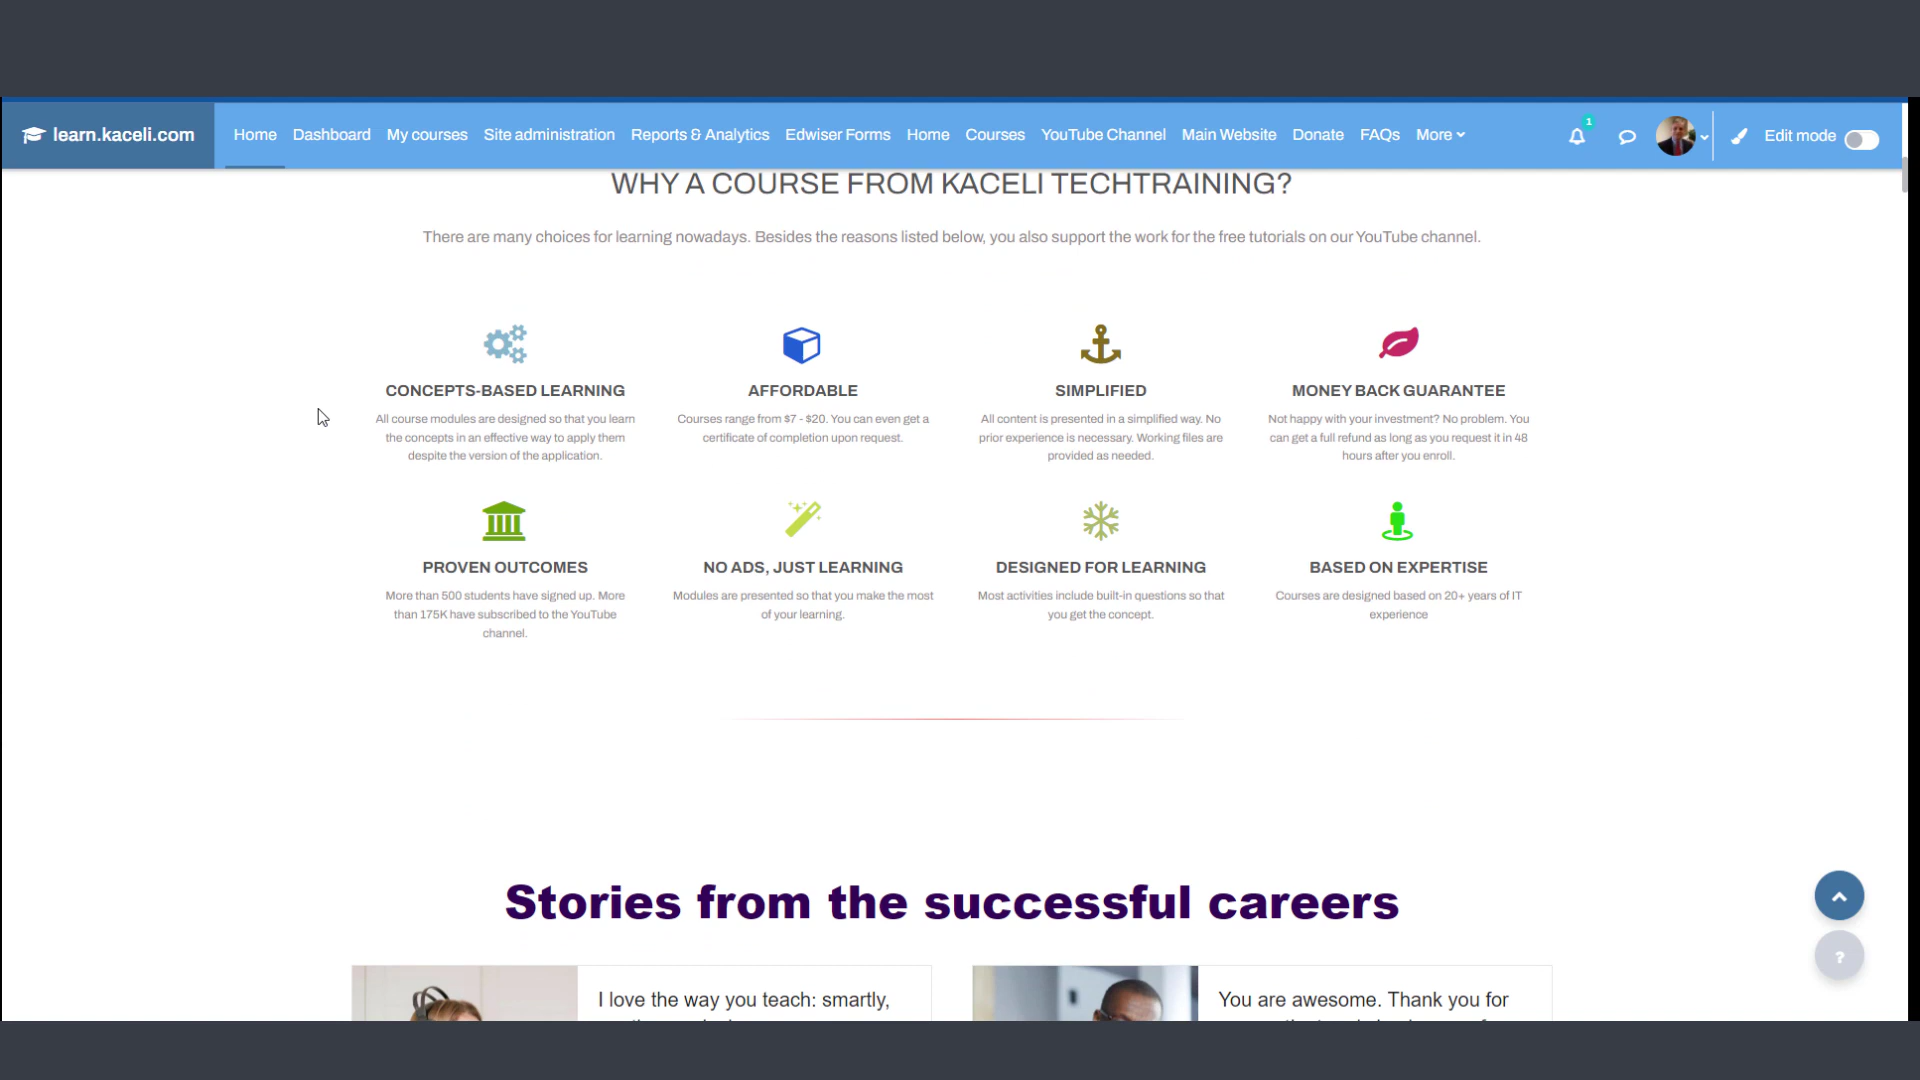 learn.kaceli.com
Home Dashboard My courses Site administration Reports & Analytics Edwiser Forms Home Courses YouTube Channel Main Website Donate FAQs More
1
Edit mode
WHY A COURSE FROM KACELI TECHTRAINING?
There are many choices for learning nowadays. Besides the reasons listed below, you also support the work for the free tutorials on our YouTube channel.
CONCEPTS-BASED LEARNING
All course modules are designed so that you learn
the concepts in an effective way to apply them
despite the version of the application.
AFFORDABLE
Courses range from $7 - $20. You can even get a
certificate of completion upon request.
SIMPLIFIED
All content is presented in a simplified way. No
prior experience is necessary. Working files are
provided as needed.
MONEY BACK GUARANTEE
Not happy with your investment? No problem. You
can get a full refund as long as you request it in 48
hours after you enroll.
PROVEN OUTCOMES
More than 500 students have signed up. More
than 175K have subscribed to the YouTube
channel.
NO ADS, JUST LEARNING
Modules are presented so that you make the most
of your learning.
DESIGNED FOR LEARNING
Most activities include built-in questions so that
you get the concept.
BASED ON EXPERTISE
Courses are designed based on 20+ years of IT
experience
Stories from the successful careers
I love the way you teach: smartly,
You are awesome. Thank you for
?